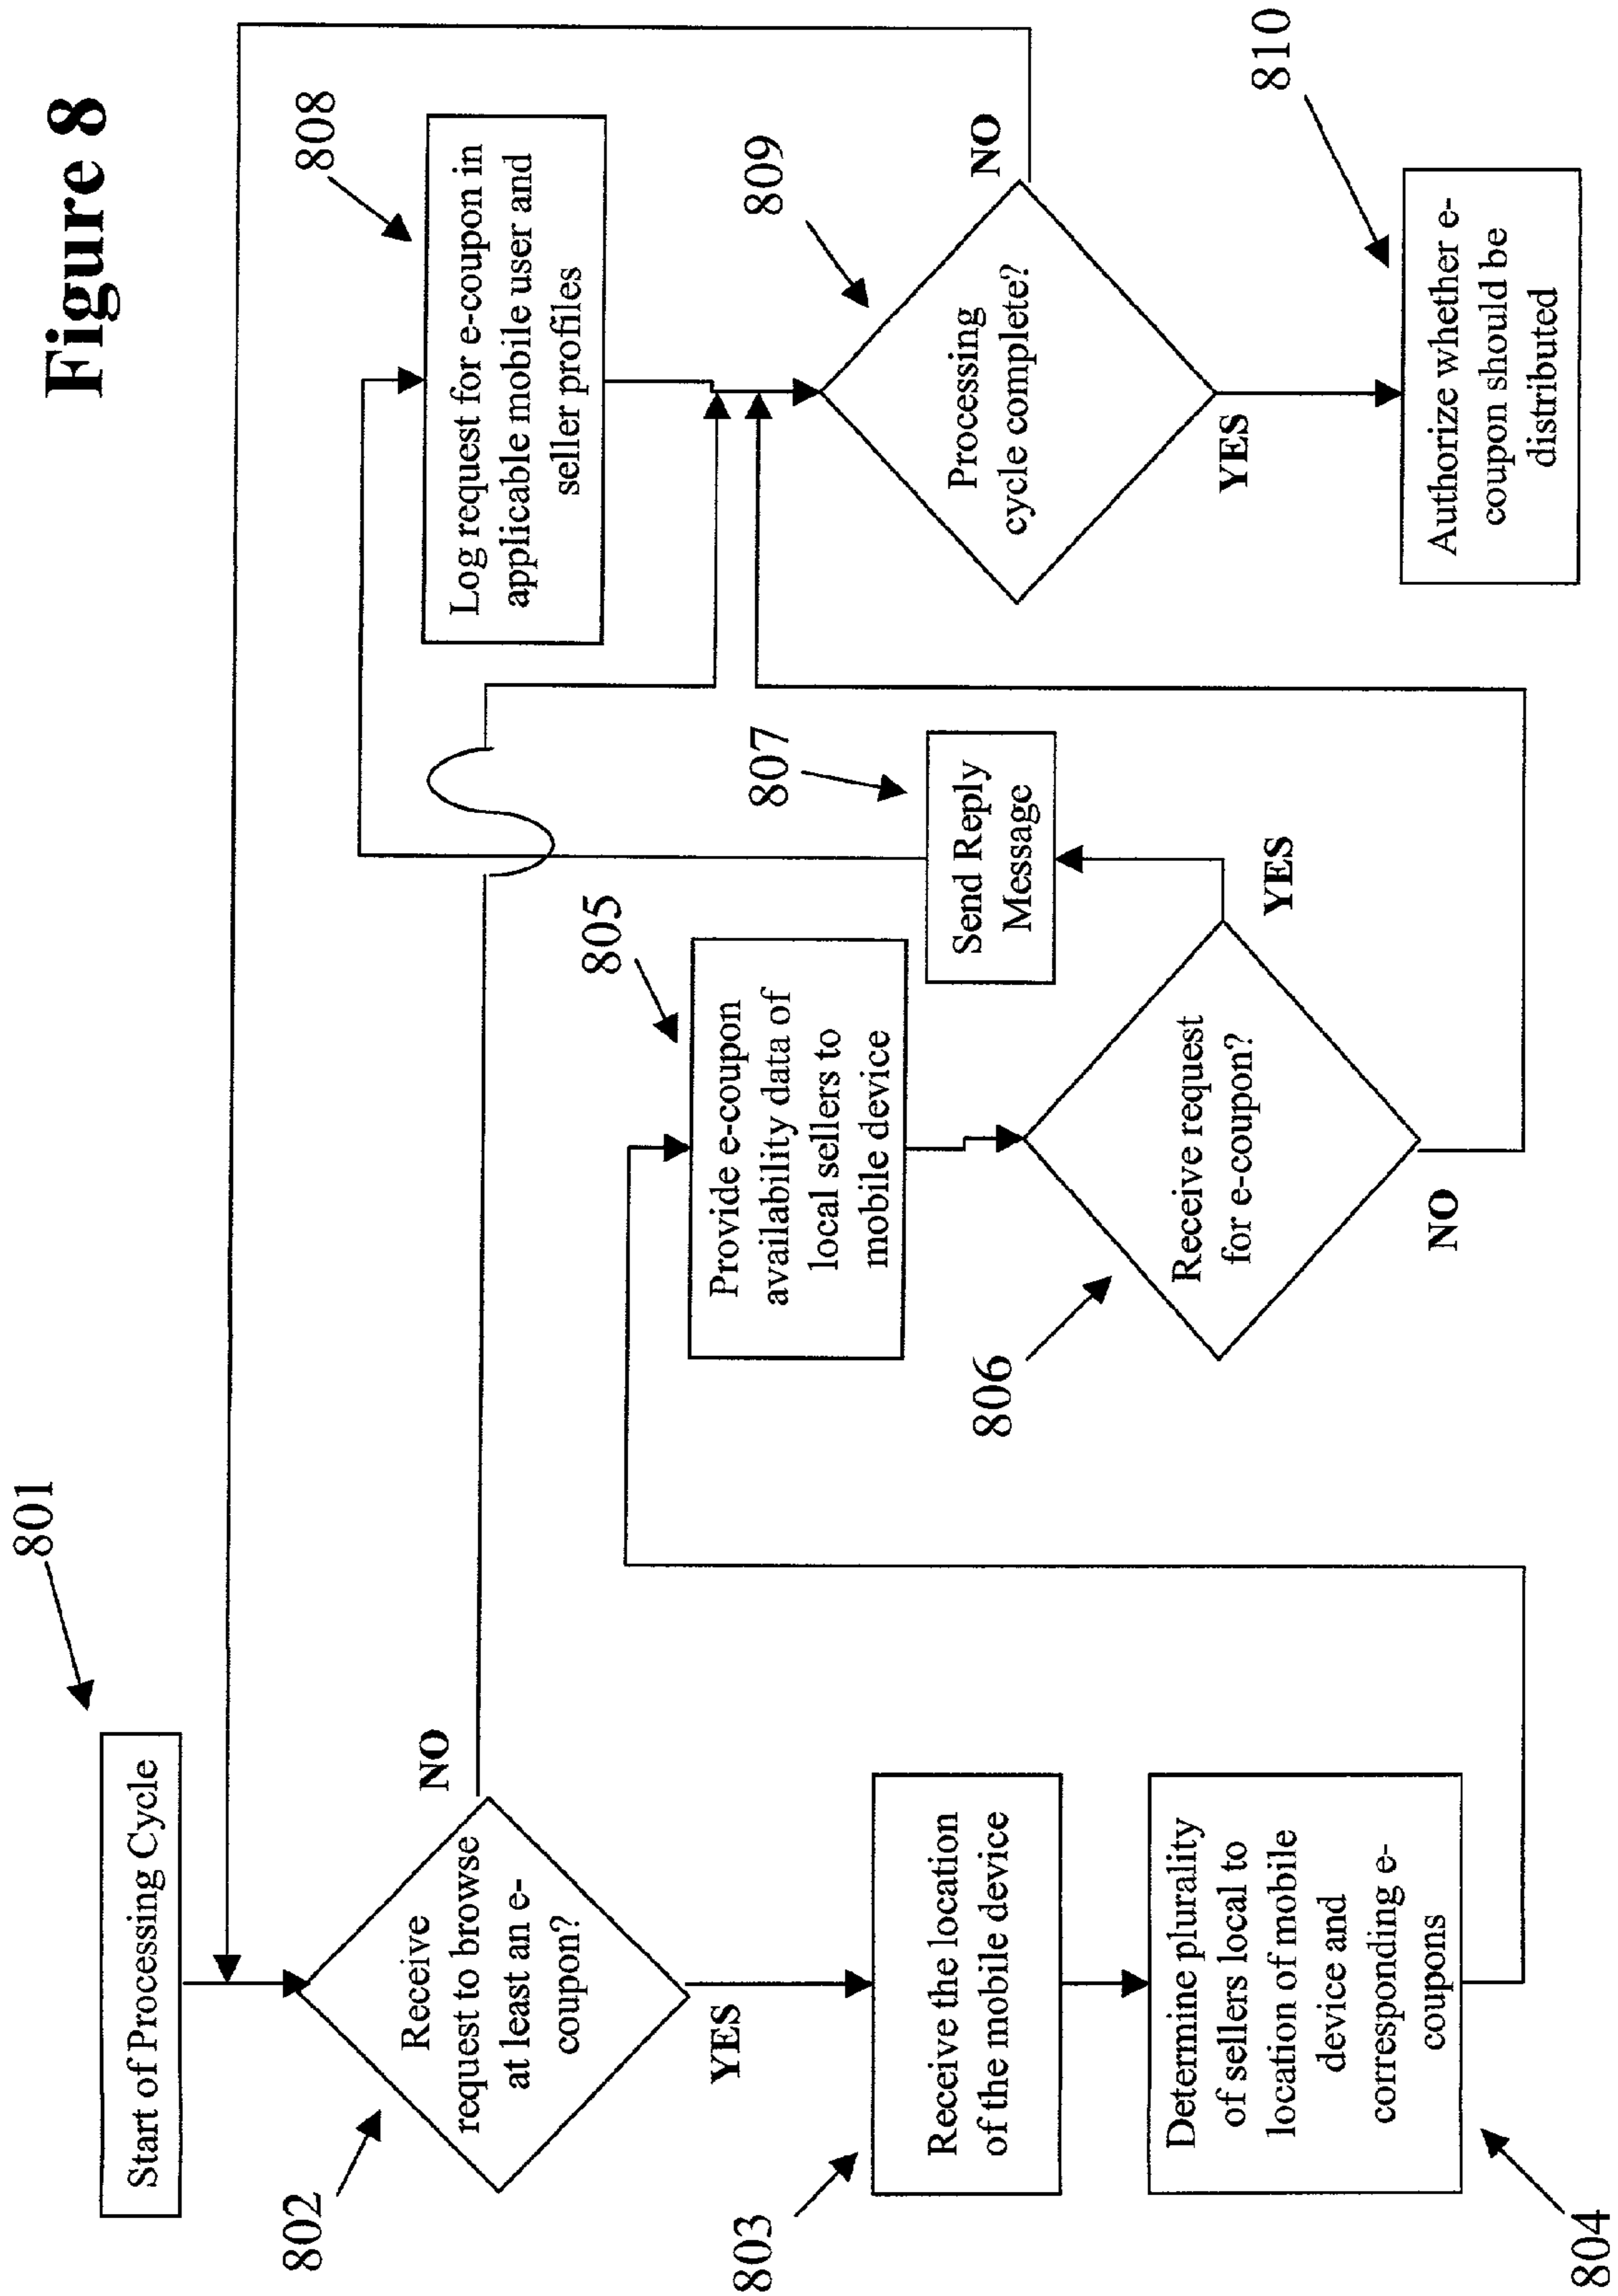 Figure 8
801
Start of Processing Cycle
802
Receive
request to browse
at least an e-
coupon?
NO
YES
803
Receive the location
of the mobile device
804
Determine plurality
of sellers local to
location of mobile
device and
corresponding e-
coupons
805
Provide e-coupon
availability data of
local sellers to
mobile device
806
Receive request
for e-coupon?
YES
NO
807
Send Reply
Message
808
Log request for e-coupon in
applicable mobile user and
seller profiles
809
Processing
cycle complete?
NO
YES
810
Authorize whether e-
coupon should be
distributed